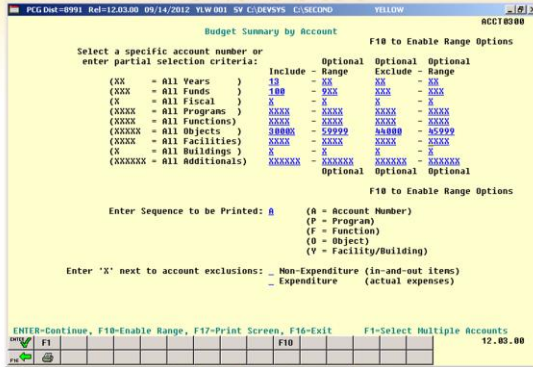 PCG Dist=8991 Rel=12.03.00 09/14/2012 YLW 001 SV C:\DEVSYS C:\SECOND YELLOW
ACCT0300
Budget Summary by Account
F10 to Enable Range Options
Select a specific account number or
enter partial selection criteria: Optional Optional Optional
Include - Range Exclude - Range
(XX = All Years ) 13 - XX XX - XX
(XXX = All Funds ) 100 - 9XX XXX - XXX
(X = All Fiscal ) X - X X - X
(XXXX = All Programs ) XXXX - XXXX XXXX - XXXX
(XXXX = All Functions) XXXX - XXXX XXXX - XXXX
(XXXXX = All Objects ) 3000X - 59999 44000 - 45999
(XXXX = All Facilities) XXXX - XXXX XXXX - XXXX
(X = All Buildings ) X - X X - X
(XXXXXX = All Additionals) XXXXXX - XXXXXX XXXXXX - XXXXXX
Optional Optional Optional
F10 to Enable Range Options
Enter Sequence to be Printed: A (A = Account Number)
(P = Program)
(F = Function)
(O = Object)
(Y = Facility/Building)
Enter 'X' next to account exclusions: _ Non-Expenditure (in-and-out items)
_ Expenditure (actual expenses)
ENTER=Continue, F10=Enable Range, F17=Print Screen, F16=Exit F1=Select Multiple Accounts
ENTER F1 F10 12.03.00
F16